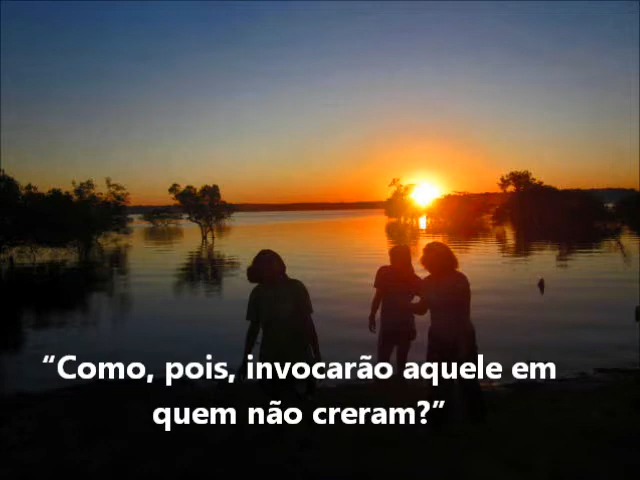 “Como, pois, invocarão aquele em
quem não creram?”